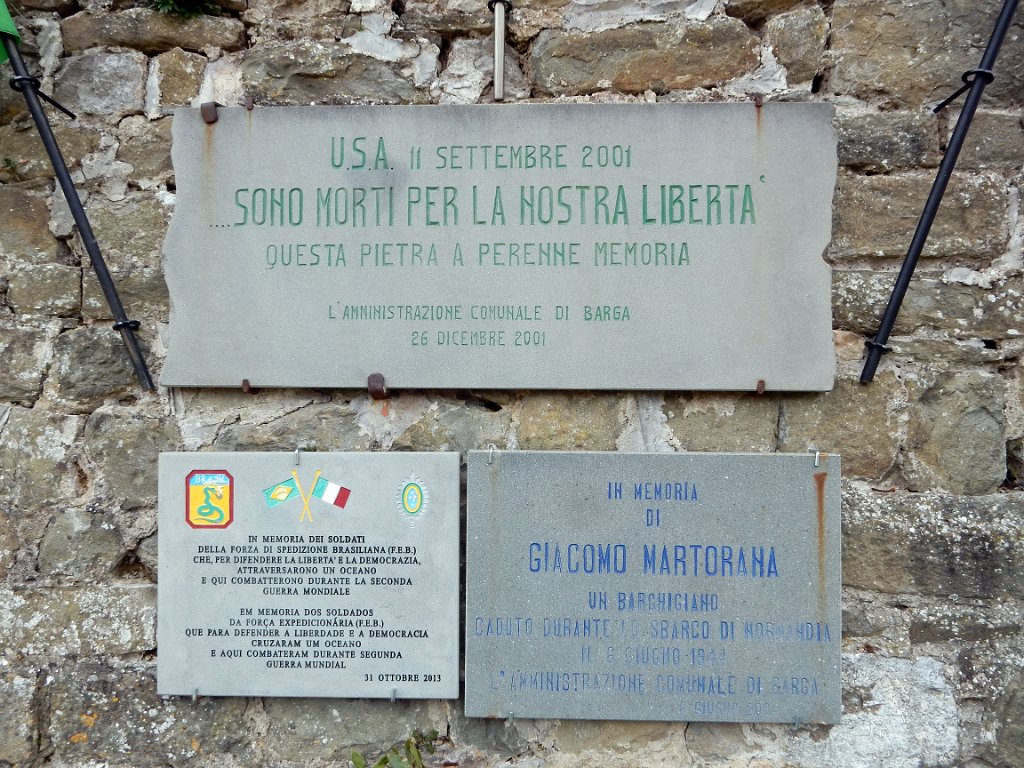 U.S.A. 11 SETTEMBRE 2001
....SONO MORTI PER LA NOSTRA LIBERTA'
QUESTA PIETRA A PERENNE MEMORIA
L'AMMINISTRAZIONE COMUNALE DI BARGA
26 DICEMBRE 2001
BRASIL
IN MEMORIA DEI SOLDATI
DELLA FORZA DI SPEDIZIONE BRASILIANA (F.E.B.)
CHE, PER DIFENDERE LA LIBERTA' E LA DEMOCRAZIA,
ATTRAVERSARONO UN OCEANO
E QUI COMBATTERONO DURANTE LA SECONDA
GUERRA MONDIALE
EM MEMORIA DOS SOLDADOS
DA FORÇA EXPEDICIONÁRIA (F.E.B.)
QUE PARA DEFENDER A LIBERDADE E A DEMOCRACIA
CRUZARAM UM OCEANO
E AQUI COMBATERAM DURANTE SEGUNDA
GUERRA MUNDIAL
31 OTTOBRE 2013
IN MEMORIA
DI
GIACOMO MARTORANA
UN BARGHIGIANO
CADUTO DURANTE LO SBARCO DI NORMANDIA
IL 6 GIUGNO 1944
L'AMMINISTRAZIONE COMUNALE DI BARGA
GIUGNO